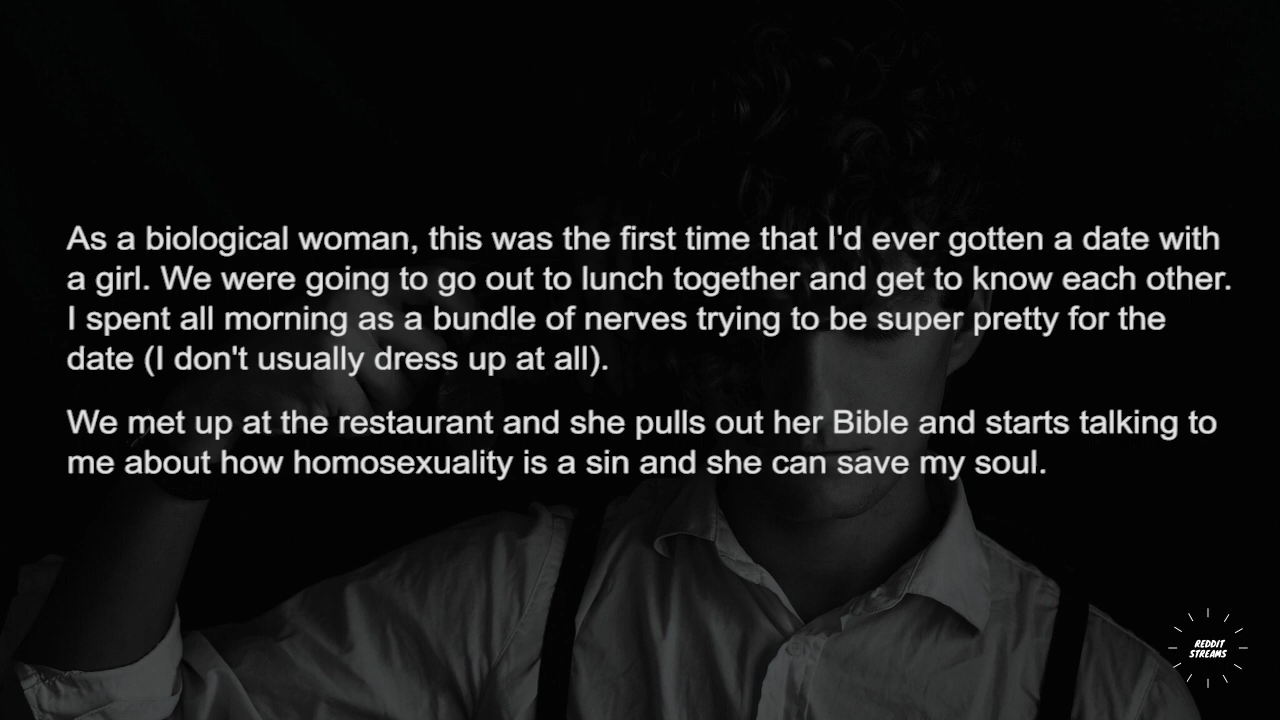 As a biological woman, this was the first time that I'd ever gotten a date with
a girl. We were going to go out to lunch together and get to know each other.
I spent all morning as a bundle of nerves trying to be super pretty for the
date (I don't usually dress up at all).
We met up at the restaurant and she pulls out her Bible and starts talking to
me about how homosexuality is a sin and she can save my soul.
REDDIT
STREAMS